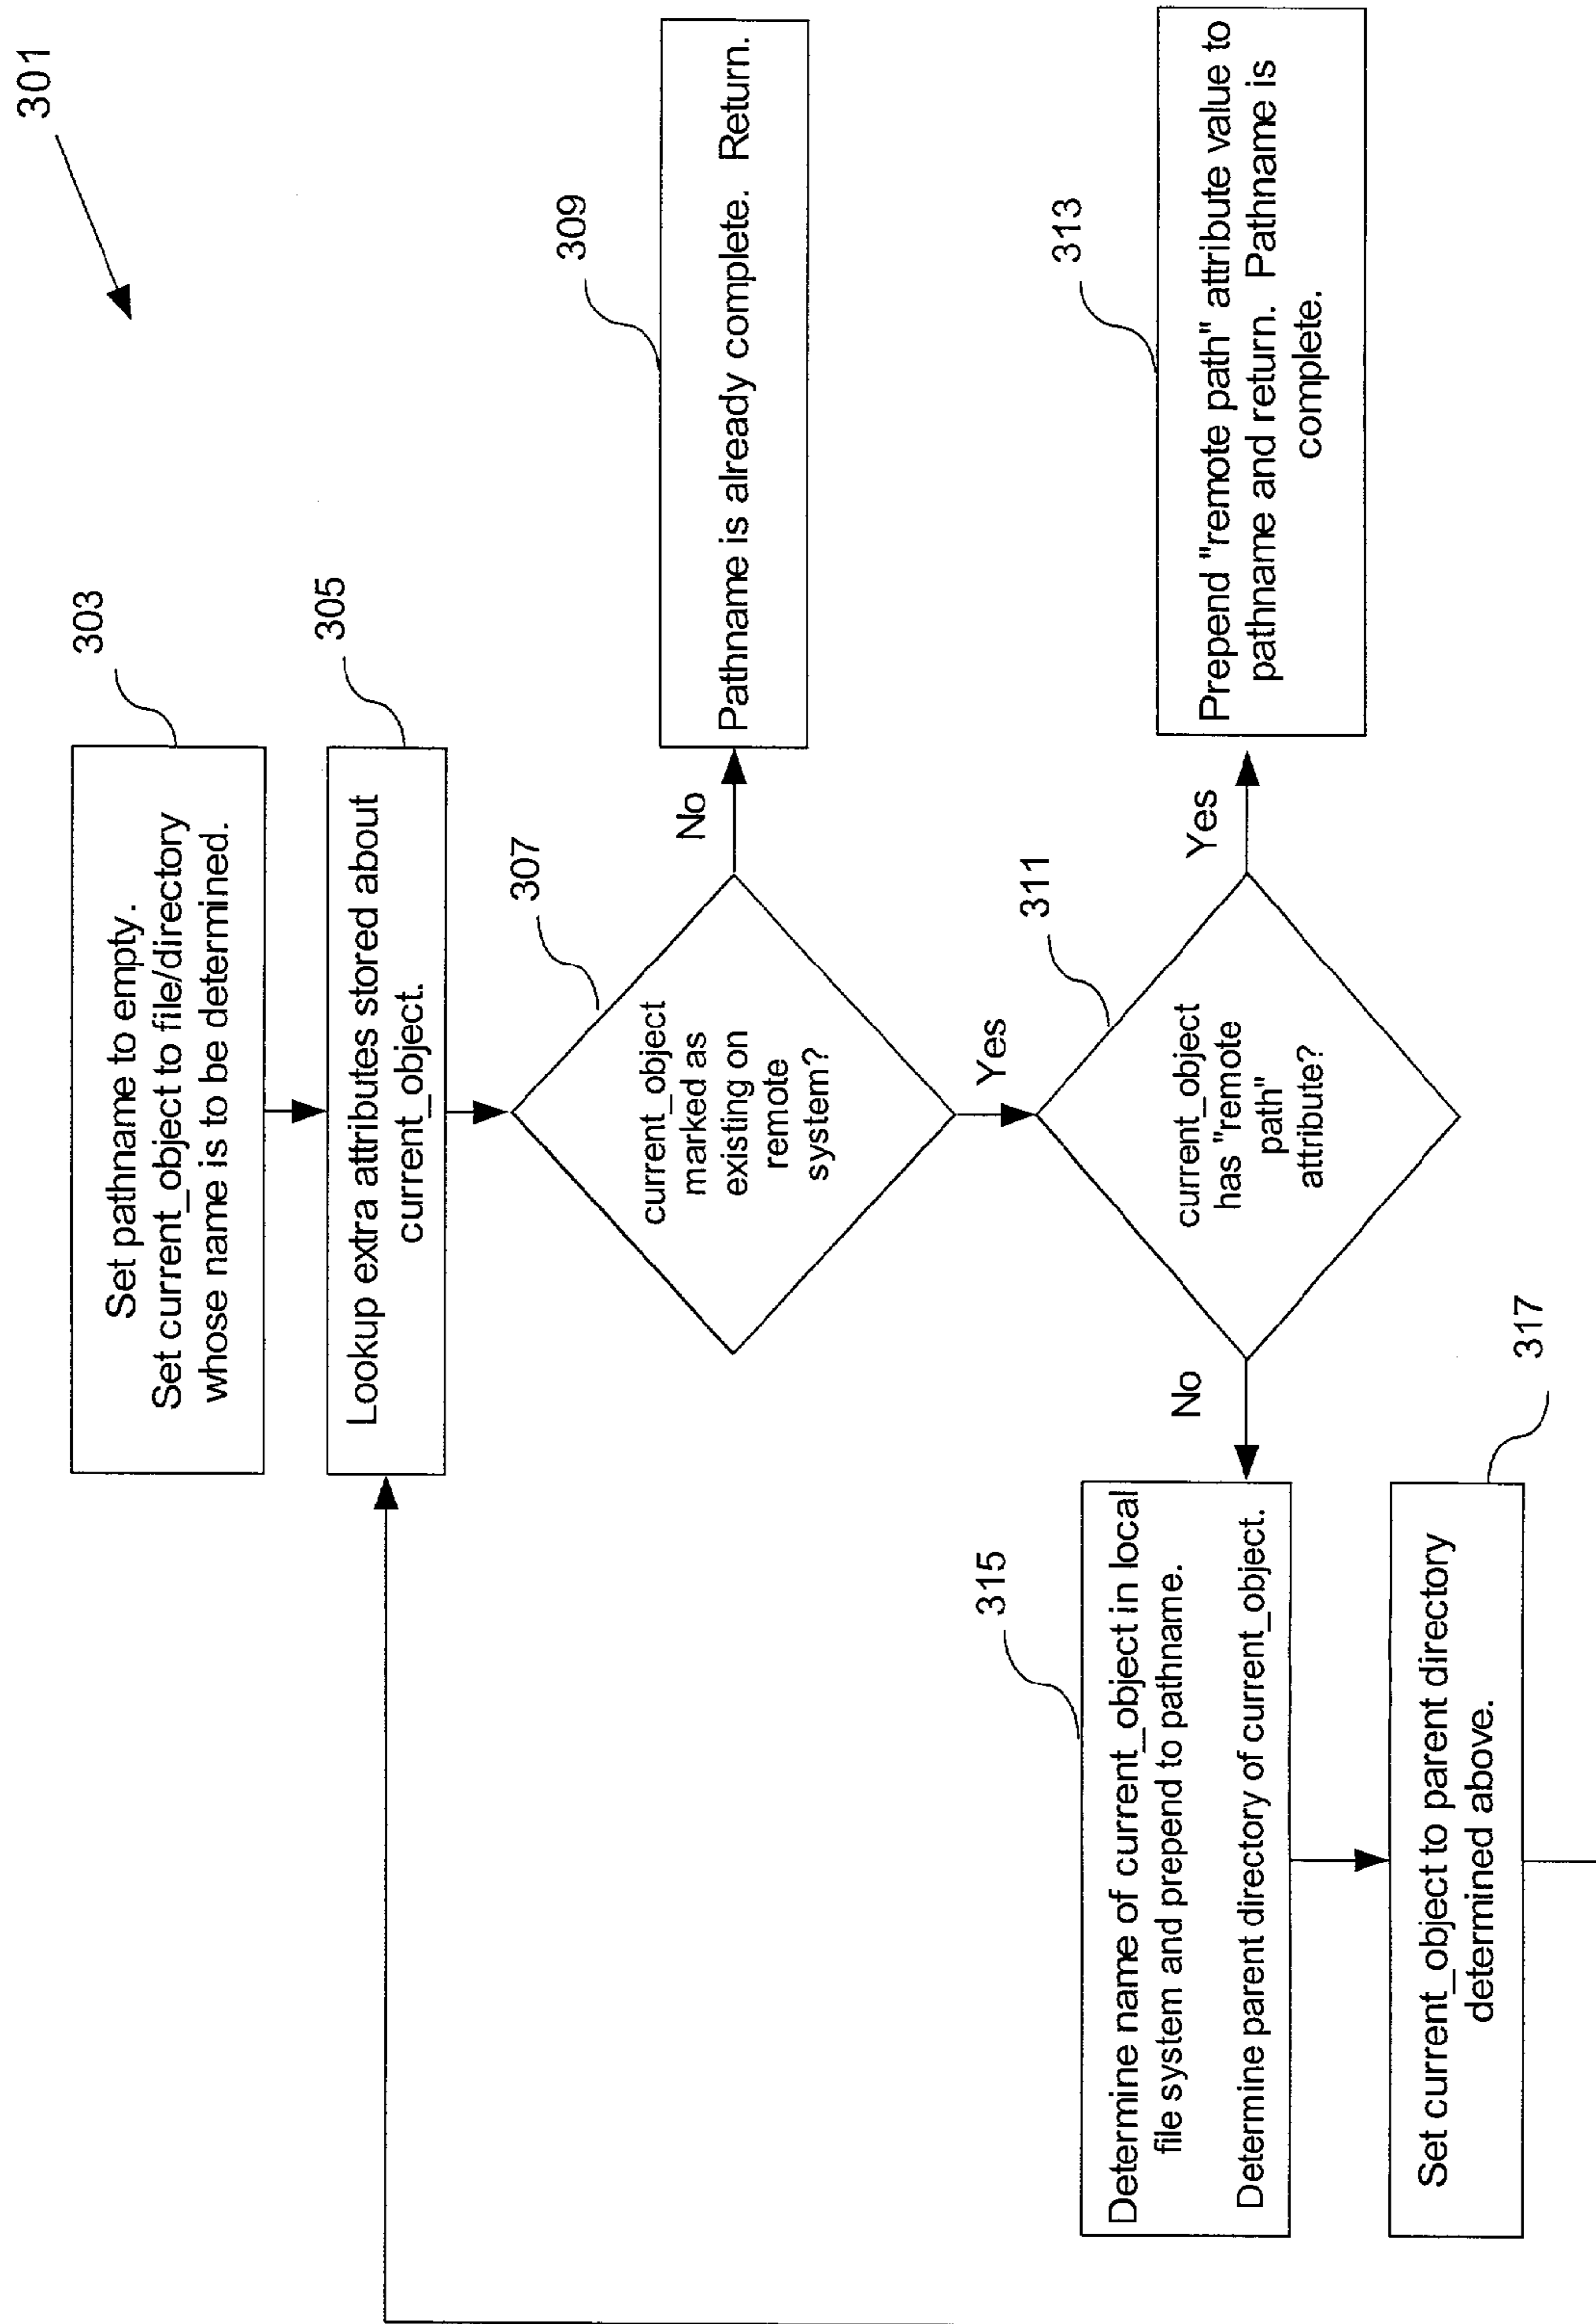 301
303
Set pathname to empty.
Set current_object to file/directory
whose name is to be determined.
305
Lookup extra attributes stored about
current_object.
307
current_object
marked as
existing on
remote
system?
No
309
Pathname is already complete. Return.
Yes
311
current_object
has "remote
path"
attribute?
Yes
313
Prepend "remote path" attribute value to
pathname and return. Pathname is
complete.
No
315
Determine name of current_object in local
file system and prepend to pathname.
Determine parent directory of current_object.
317
Set current_object to parent directory
determined above.